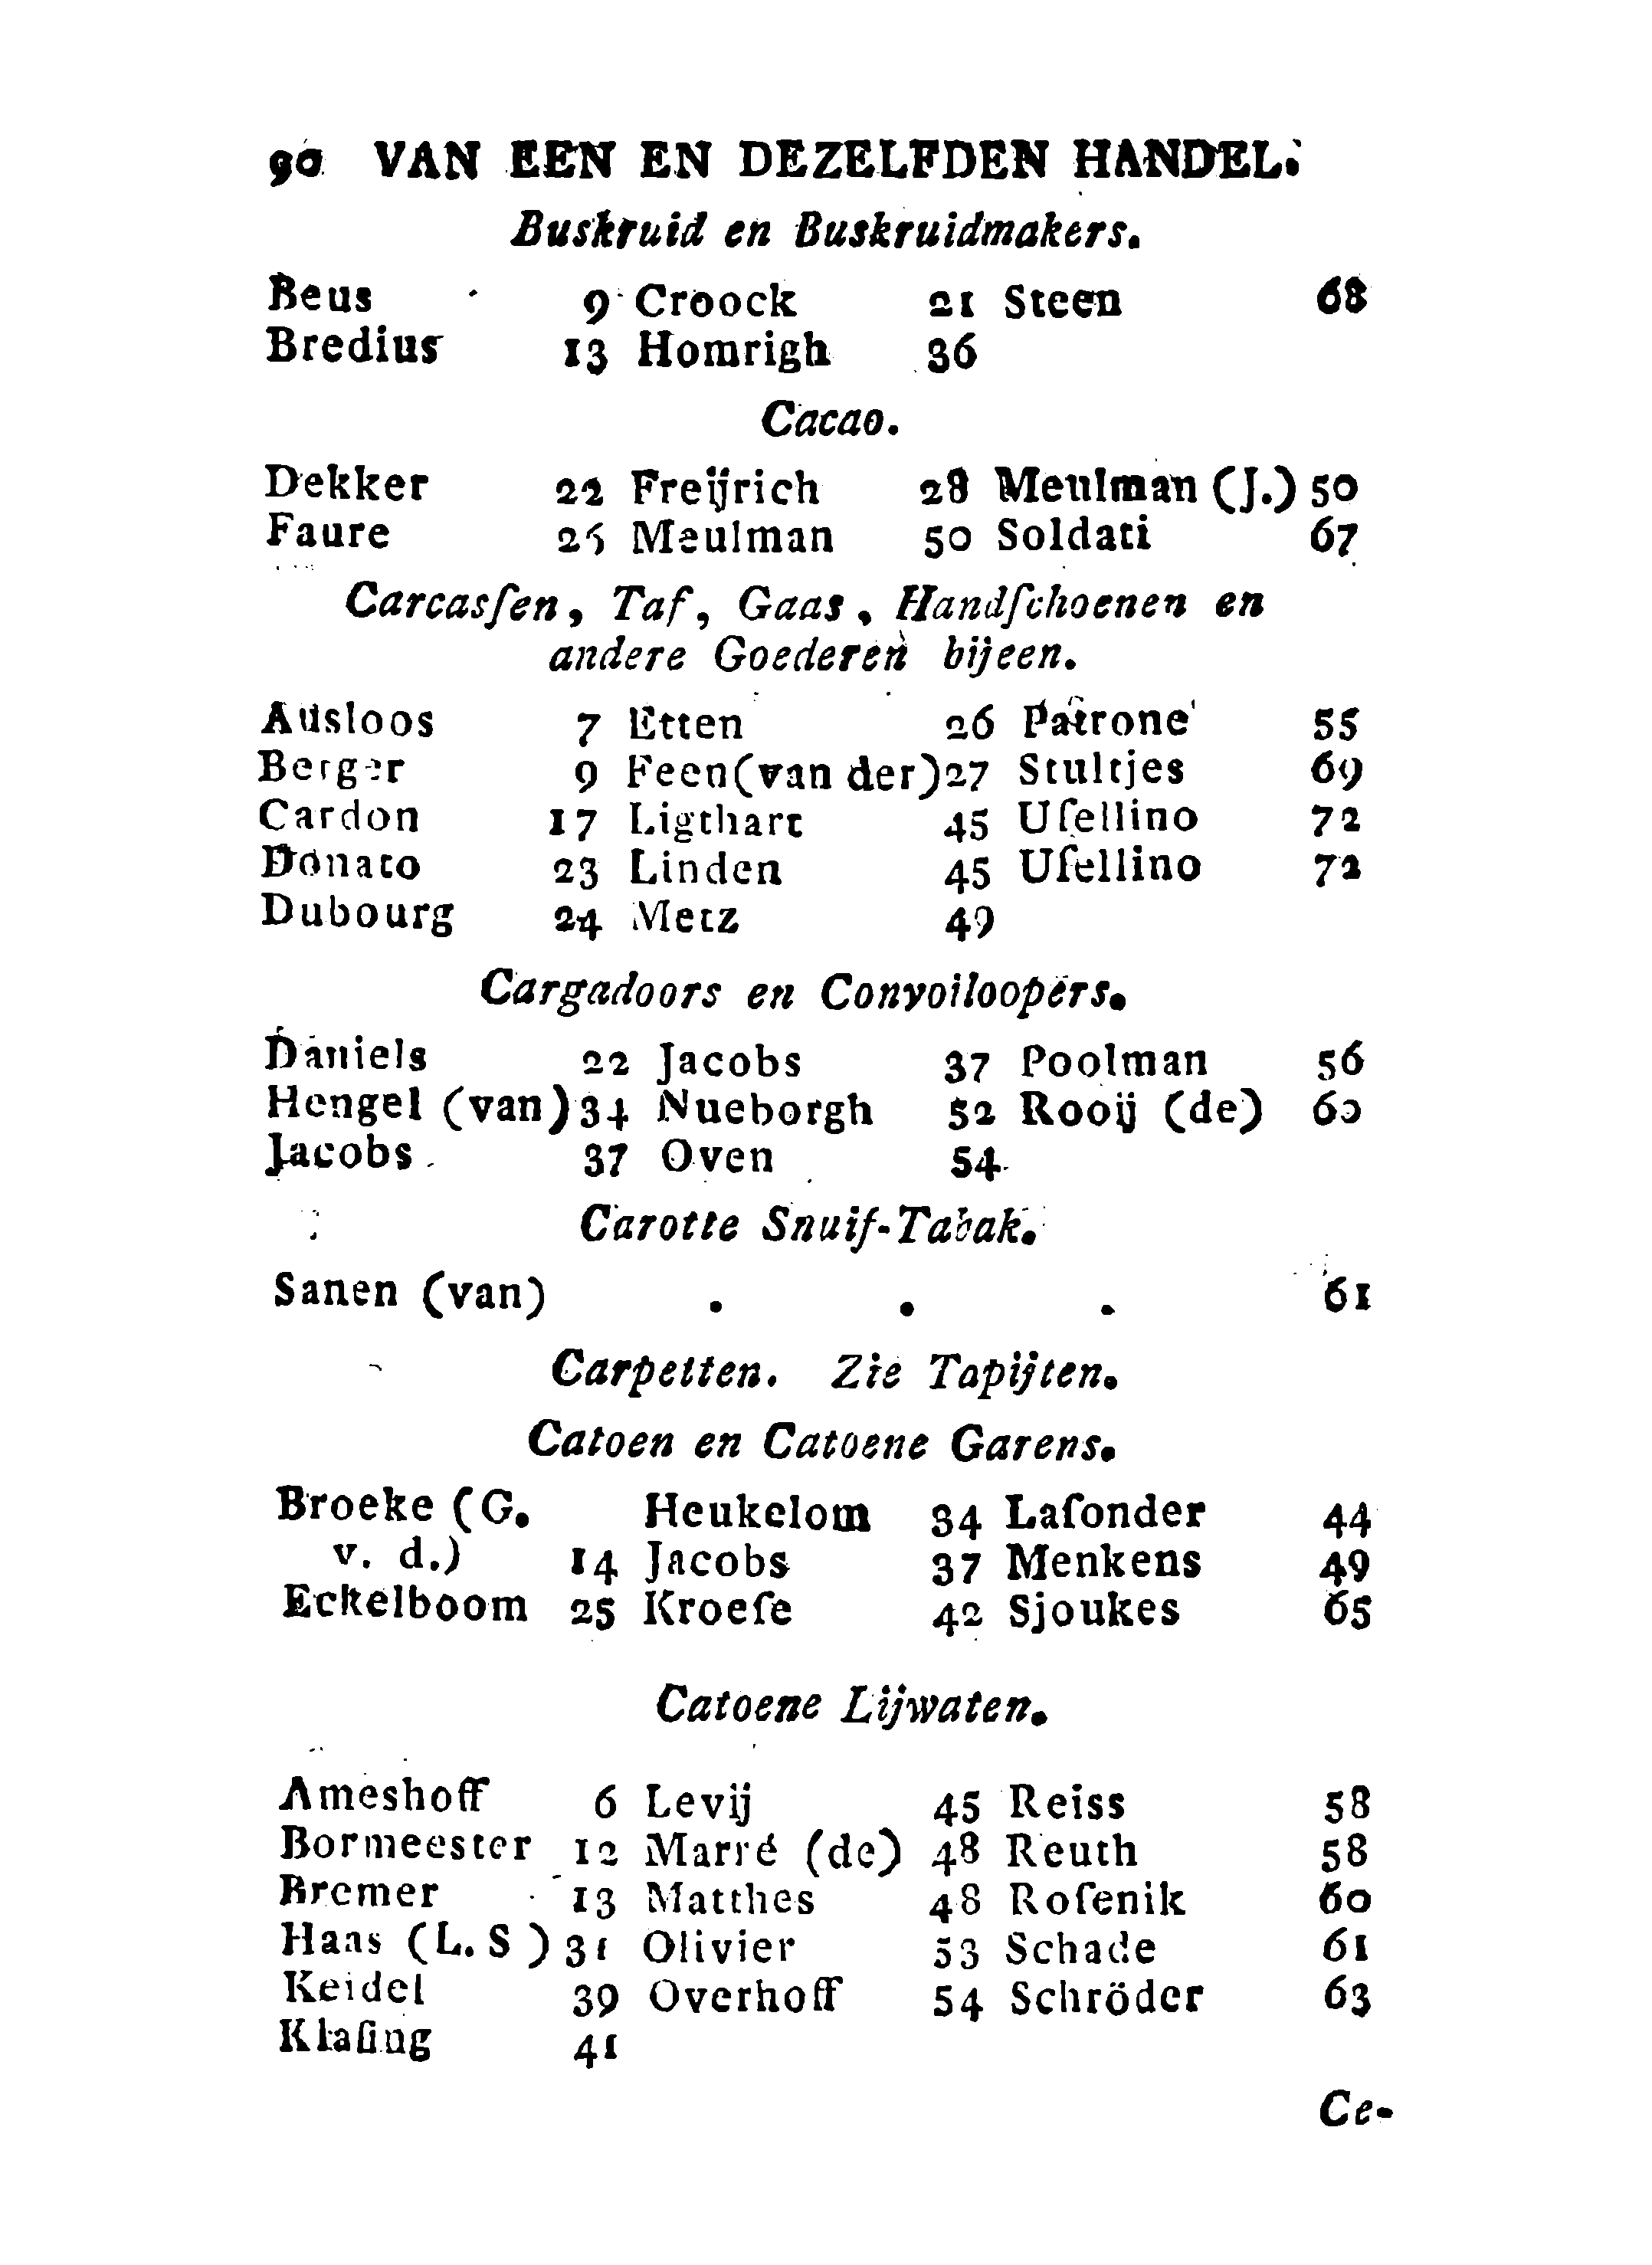 90 VAN EEN EN DEZELFDEN HANDEL.
Buskruid en Buskruidmakers.
Beus 9 Croock 21 Steen 68
Bredius 13 Homrigh 36
Cacao.
Dekker 22 Freijrich 28 Meulman (J.) 50
Faure 26 Meulman 50 Soldati 67
Carcasſen, Taf, Gaas, Handſchoenen en
andere Goederen bijeen.
Ausloos 7 Etten 26 Patrone 55
Berger 9 Feen (van der) 27 Stultjes 69
Cardon 17 Ligthart 45 Uſellino 72
Donato 23 Linden 45 Uſellino 72
Dubourg 24 Metz 49
Cargadoors en Convoiloopers.
Daniels 22 Jacobs 37 Poolman 56
Hengel (van) 34 Nueborgh 52 Rooij (de) 60
Jacobs 37 Oven 54
Carotte Snuif-Tabak.
Sanen (van) . . . 61
Carpetten. Zie Tapijten.
Catoen en Catoene Garens.
Broeke (G. Heukelom 34 Laſonder 44
v. d.) 14 Jacobs 37 Menkens 49
Eckelboom 25 Kroeſe 42 Sjoukes 65
Catoene Lijwaten.
Ameshoff 6 Levij 45 Reiss 58
Bormeester 12 Marré (de) 48 Reuth 58
Bremer 13 Matthes 48 Roſenik 60
Haas (L. S ) 31 Olivier 53 Schade 61
Keidel 39 Overhoff 54 Schröder 63
Klaſing 41
Ce-